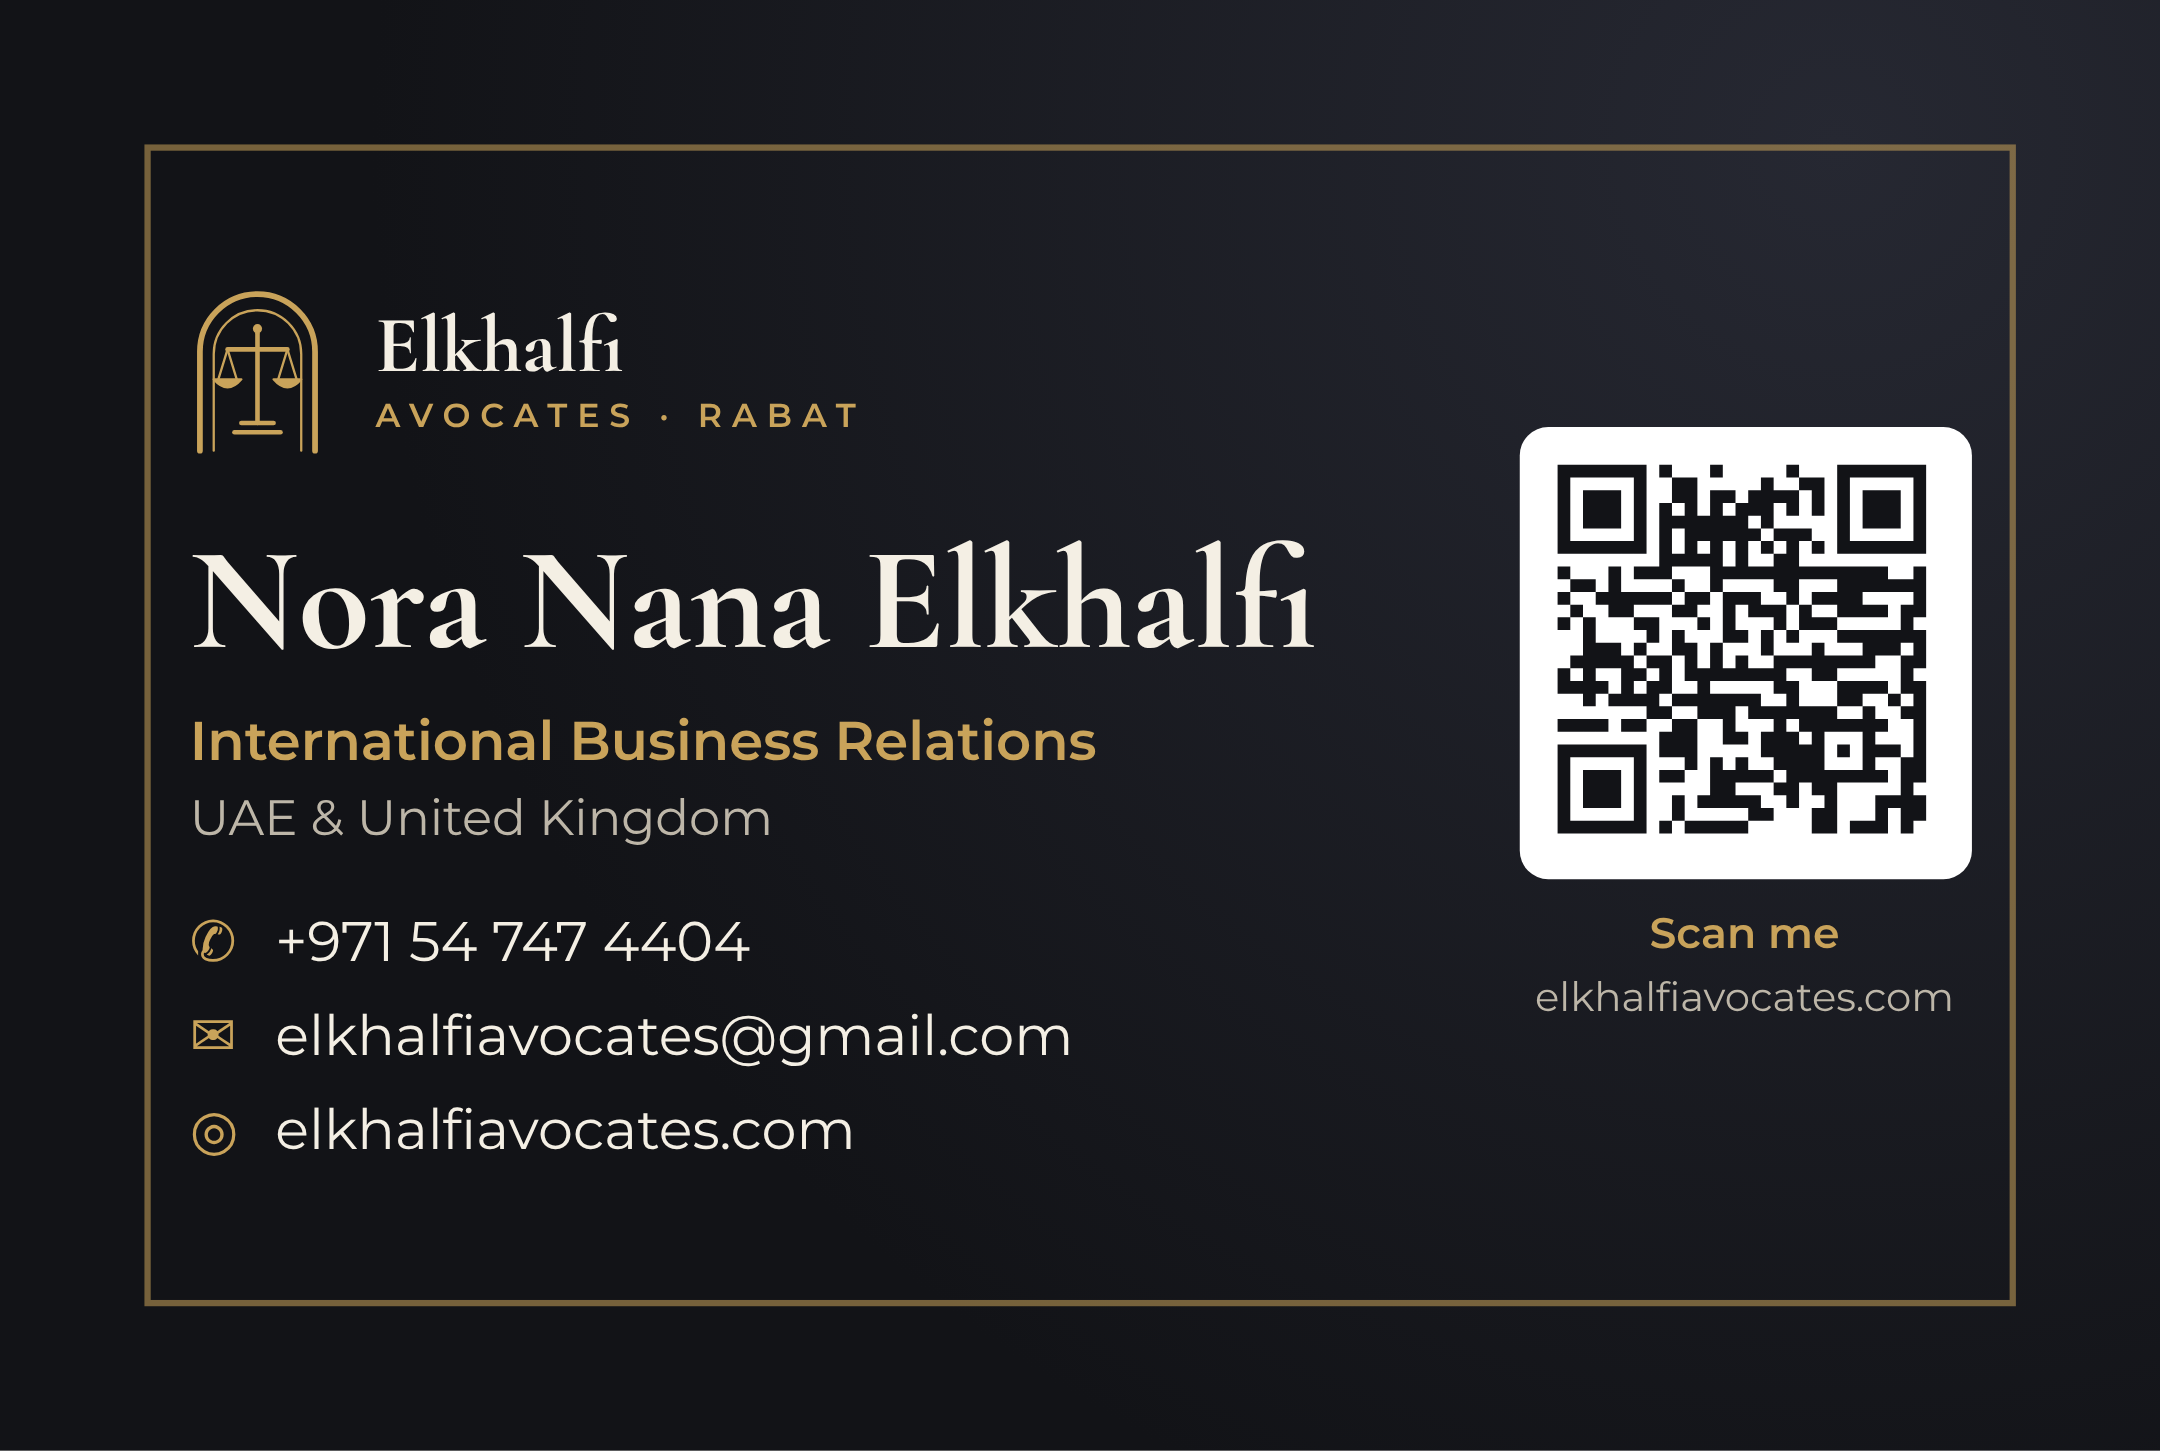 Elkhalfi
AVOCATES · RABAT
Nora Nana Elkhalfi
International Business Relations
UAE & United Kingdom
✆ +971 54 747 4404
✉ elkhalfiavocates@gmail.com
◎ elkhalfiavocates.com
Scan me
elkhalfiavocates.com